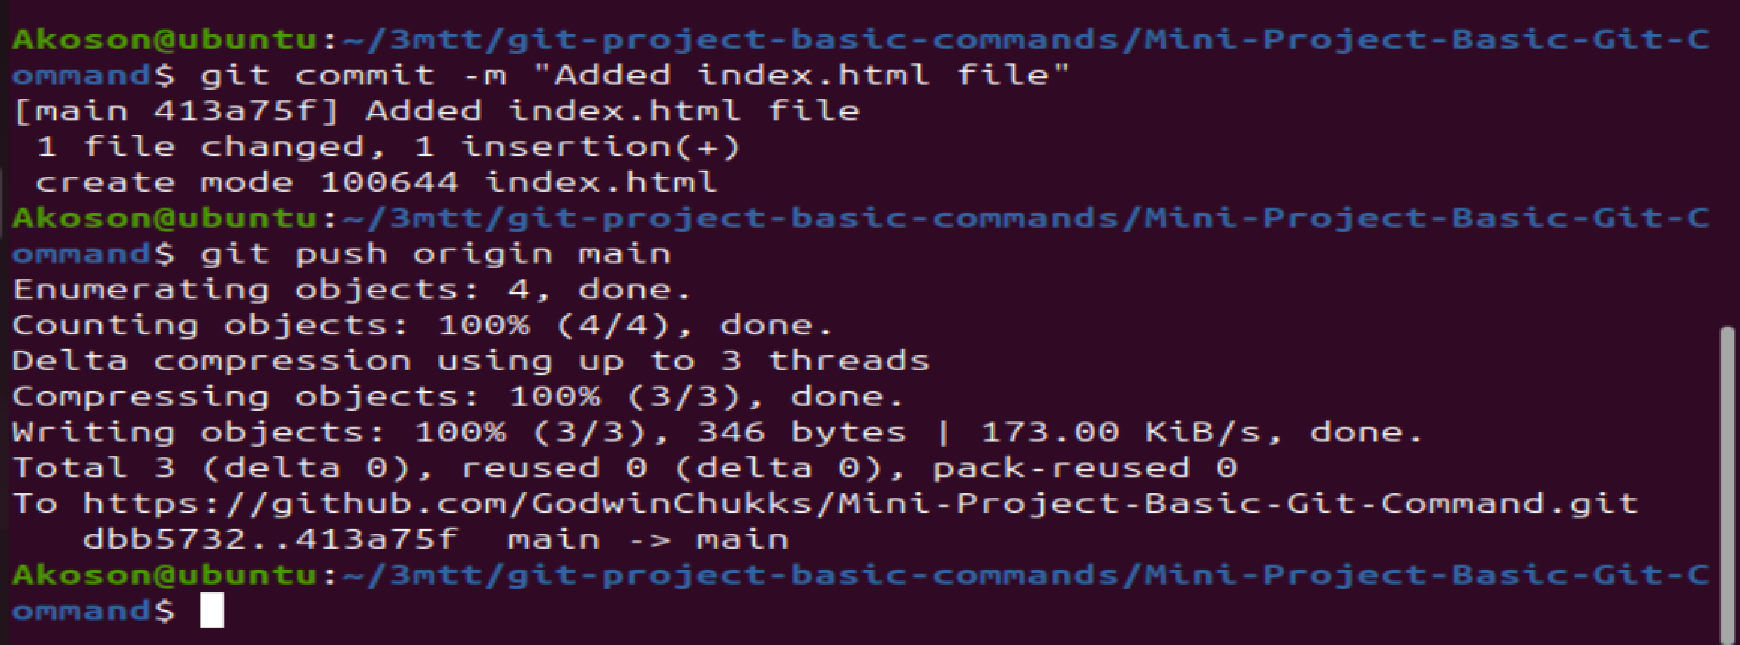 Akoson@ubuntu:~/3mtt/git-project-basic-commands/Mini-Project-Basic-Git-C
ommand$ git commit -m "Added index.html file"
[main 413a75f] Added index.html file
 1 file changed, 1 insertion(+)
 create mode 100644 index.html
Akoson@ubuntu:~/3mtt/git-project-basic-commands/Mini-Project-Basic-Git-C
ommand$ git push origin main
Enumerating objects: 4, done.
Counting objects: 100% (4/4), done.
Delta compression using up to 3 threads
Compressing objects: 100% (3/3), done.
Writing objects: 100% (3/3), 346 bytes | 173.00 KiB/s, done.
Total 3 (delta 0), reused 0 (delta 0), pack-reused 0
To https://github.com/GodwinChukks/Mini-Project-Basic-Git-Command.git
   dbb5732..413a75f  main -> main
Akoson@ubuntu:~/3mtt/git-project-basic-commands/Mini-Project-Basic-Git-C
ommand$